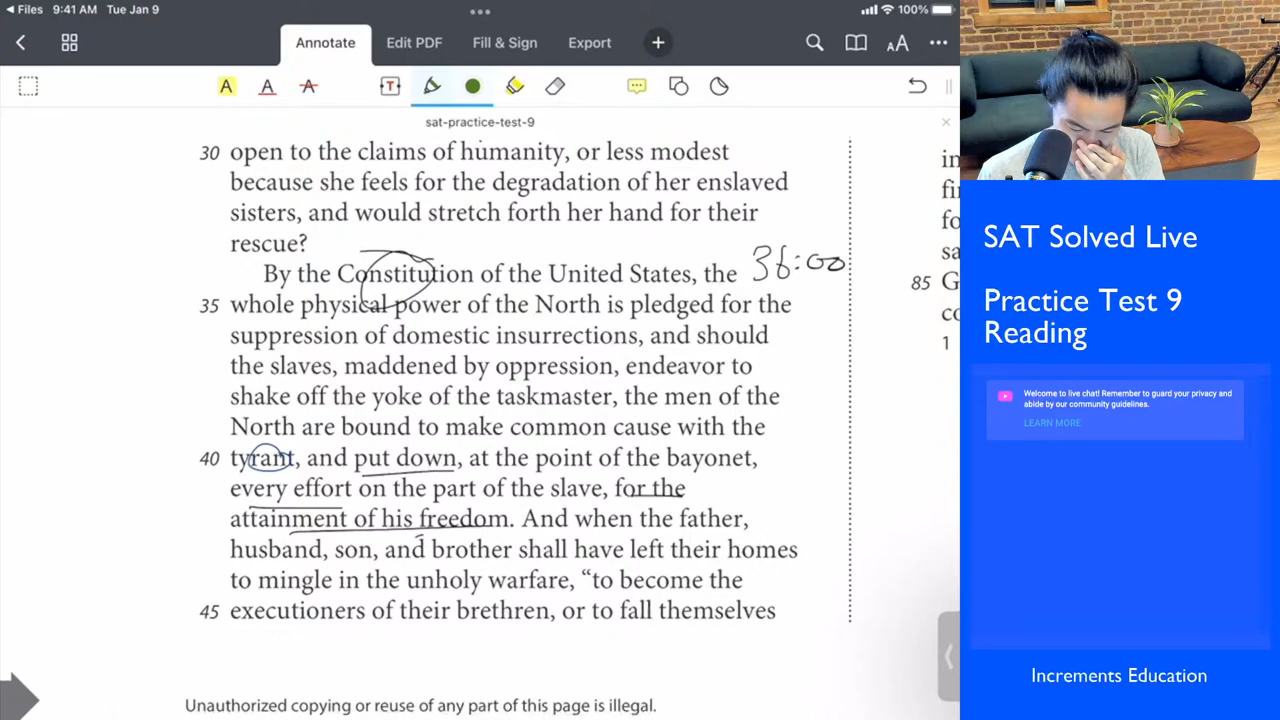 Files 9:41 AM Tue Jan 9 100%
Annotate Edit PDF Fill & Sign Export
sat-practice-test-9
30 open to the claims of humanity, or less modest
because she feels for the degradation of her enslaved
sisters, and would stretch forth her hand for their
rescue?
By the Constitution of the United States, the 36:00
35 whole physical power of the North is pledged for the
suppression of domestic insurrections, and should
the slaves, maddened by oppression, endeavor to
shake off the yoke of the taskmaster, the men of the
North are bound to make common cause with the
40 tyrant, and put down, at the point of the bayonet,
every effort on the part of the slave, for the
attainment of his freedom. And when the father,
husband, son, and brother shall have left their homes
to mingle in the unholy warfare, “to become the
45 executioners of their brethren, or to fall themselves
Unauthorized copying or reuse of any part of this page is illegal.
in
fi
fo
sa
85 G
co
1
SAT Solved Live
Practice Test 9
Reading
Welcome to live chat! Remember to guard your privacy and
abide by our community guidelines.
LEARN MORE
Increments Education